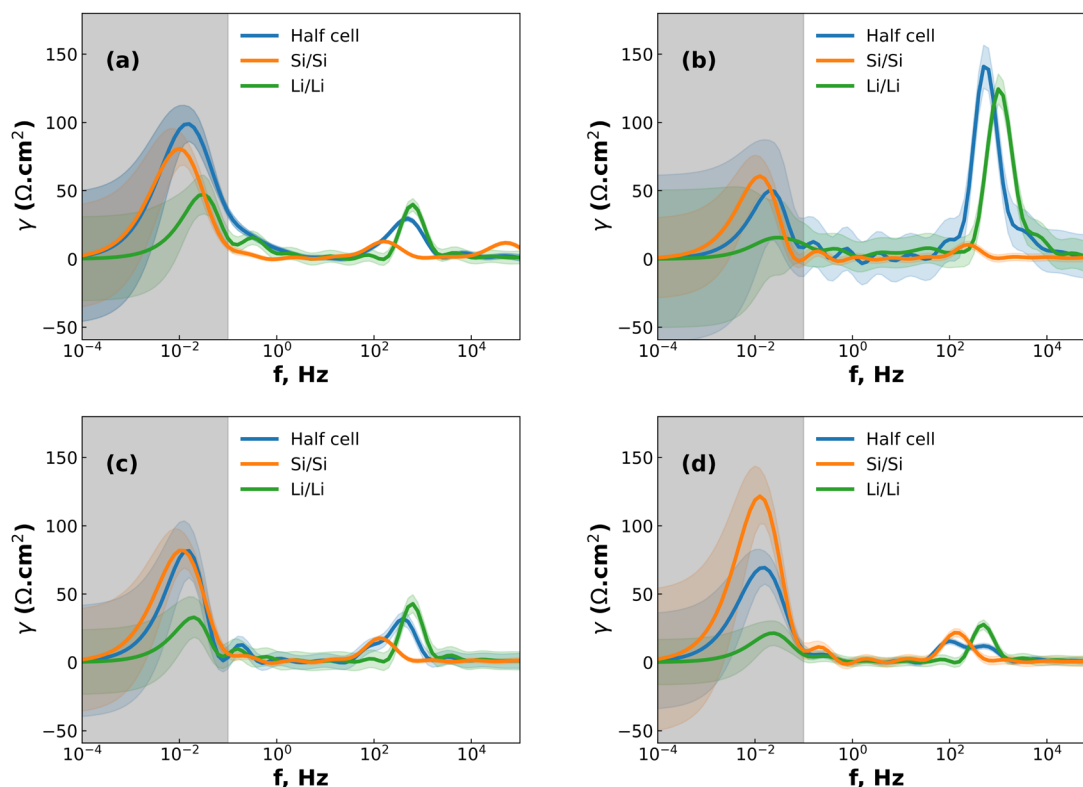 (a)
Half cell
Si/Si
Li/Li
150
100
50
0
−50
γ (Ω.cm²)
10⁻⁴ 10⁻² 10⁰ 10² 10⁴
f, Hz
(b)
Half cell
Si/Si
Li/Li
150
100
50
0
−50
γ (Ω.cm²)
10⁻⁴ 10⁻² 10⁰ 10² 10⁴
f, Hz
(c)
Half cell
Si/Si
Li/Li
150
100
50
0
−50
γ (Ω.cm²)
10⁻⁴ 10⁻² 10⁰ 10² 10⁴
f, Hz
(d)
Half cell
Si/Si
Li/Li
150
100
50
0
−50
γ (Ω.cm²)
10⁻⁴ 10⁻² 10⁰ 10² 10⁴
f, Hz